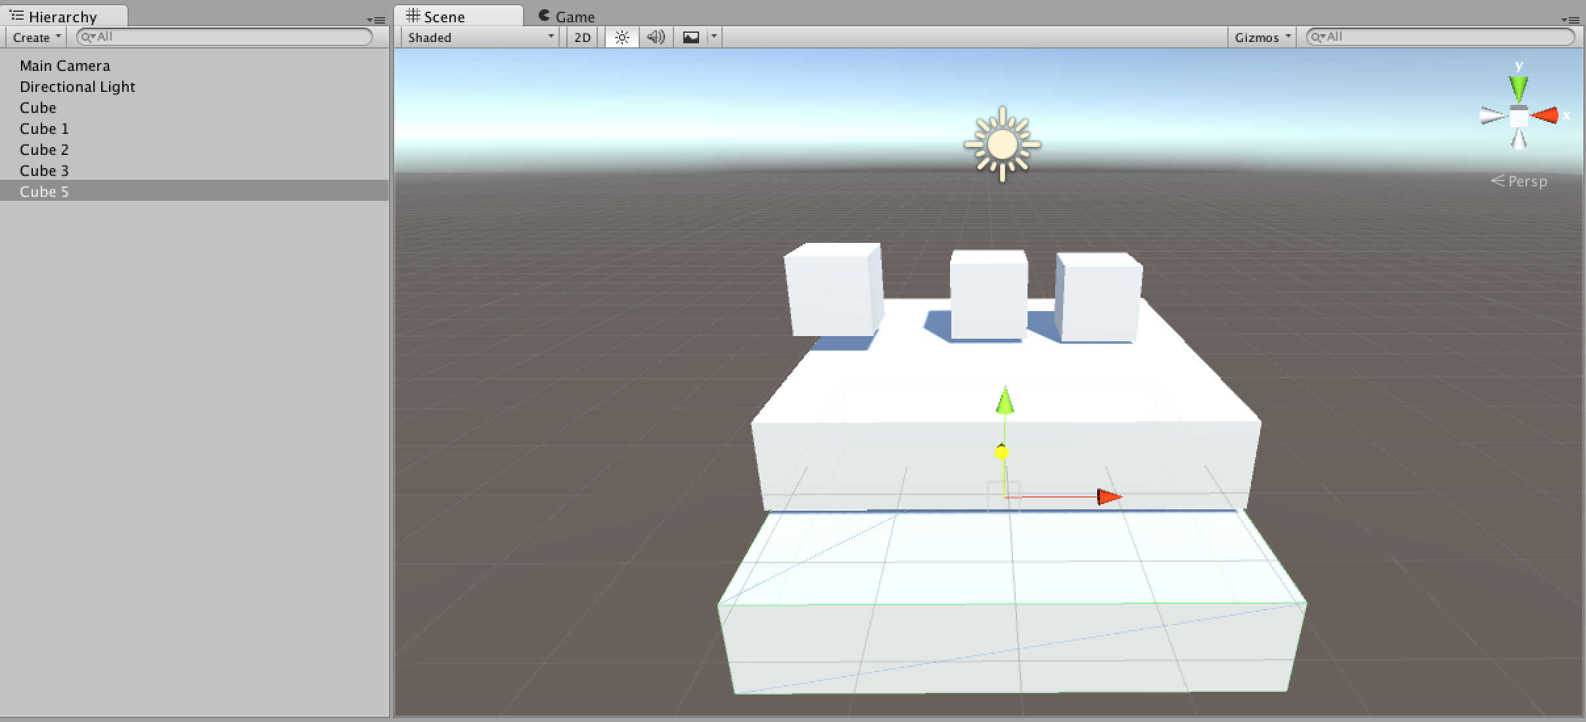 Hierarchy
Create
All
Main Camera
Directional Light
Cube
Cube 1
Cube 2
Cube 3
Cube 5
Scene
Game
Shaded
2D
Gizmos
All
y
x
Persp